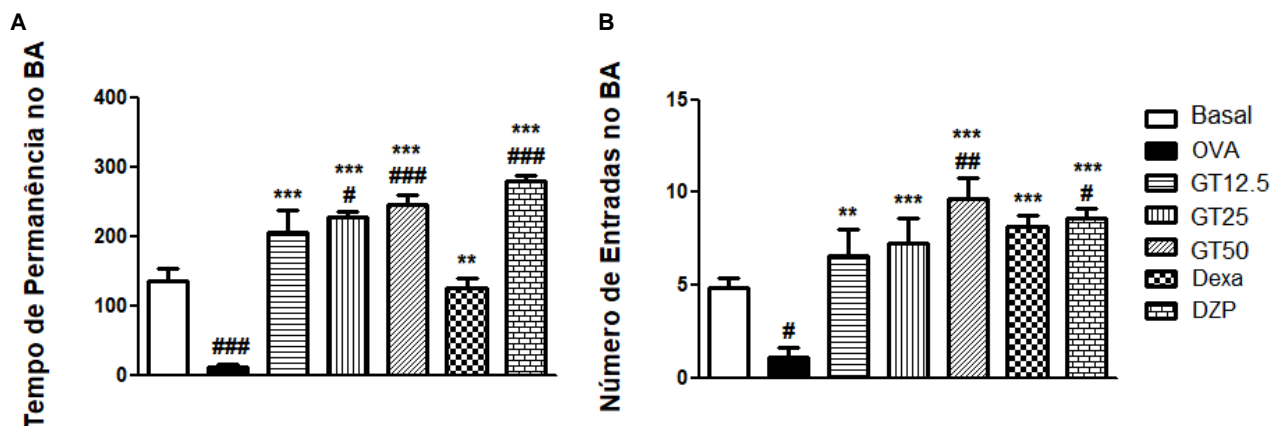 A
Tempo de Permanência no BA
400
300
200
100
0
###
***
***
#
***
###
**
***
###
B
Número de Entradas no BA
15
10
5
0
#
**
***
***
##
***
***
#
Basal
OVA
GT12.5
GT25
GT50
Dexa
DZP